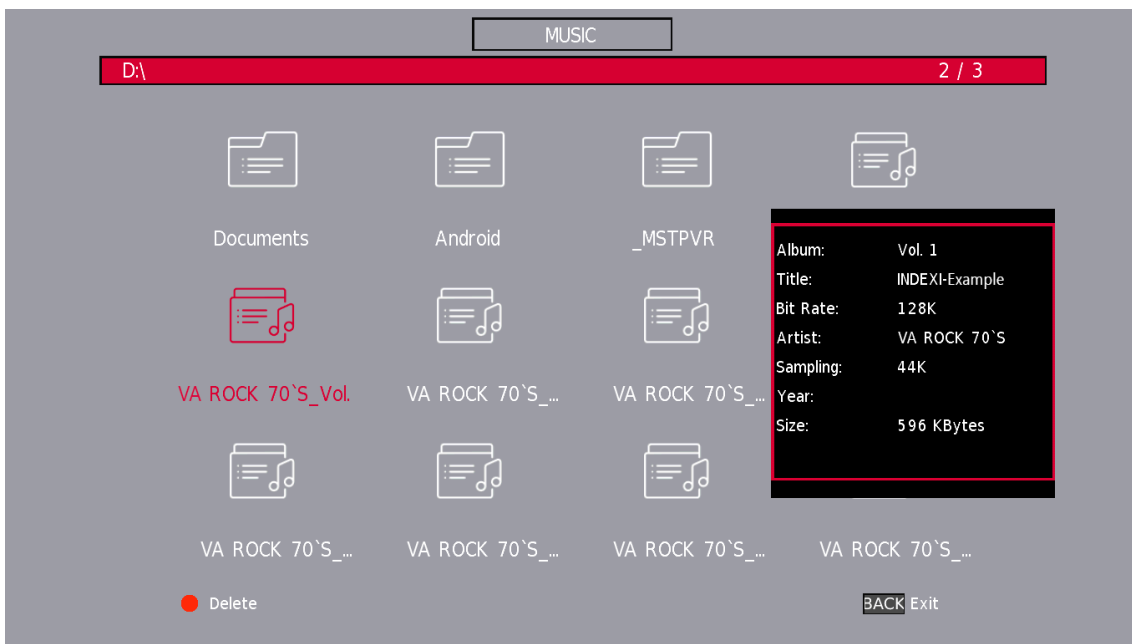 MUSIC
D:\ 2 / 3
Documents Android _MSTPVR
Album: Vol. 1
Title: INDEXI-Example
Bit Rate: 128K
Artist: VA ROCK 70`S
Sampling: 44K
Year:
Size: 596 KBytes
VA ROCK 70`S_Vol. VA ROCK 70`S_... VA ROCK 70`S_...
VA ROCK 70`S_... VA ROCK 70`S_... VA ROCK 70`S_... VA ROCK 70`S_...
Delete BACK Exit